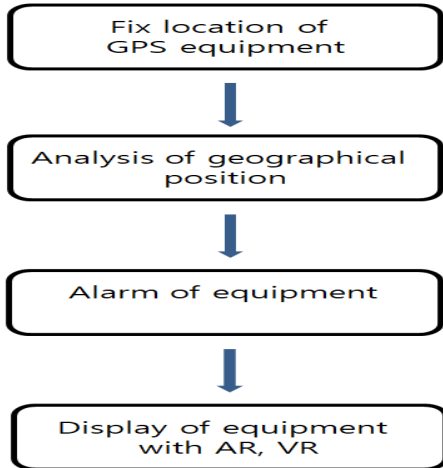 Fix location of
GPS equipment
Analysis of geographical
position
Alarm of equipment
Display of equipment
with AR, VR